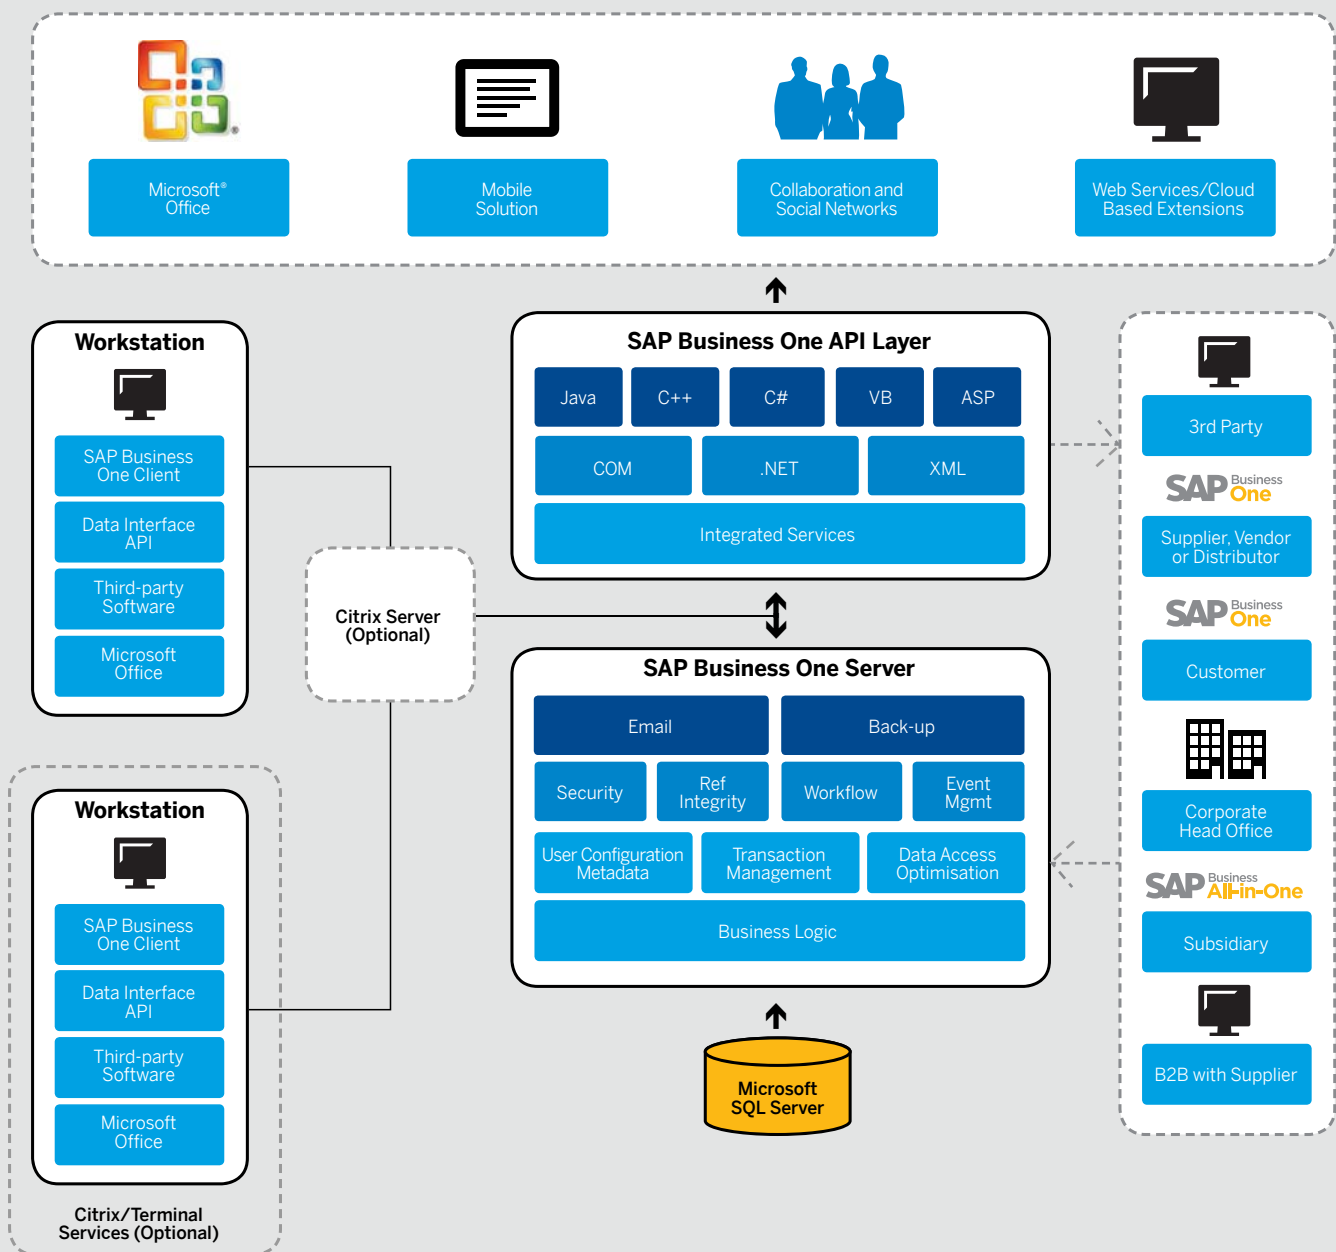 Microsoft®
Office
Mobile
Solution
Collaboration and
Social Networks
Web Services/Cloud
Based Extensions
Workstation
SAP Business
One Client
Data Interface
API
Third-party
Software
Microsoft
Office
Workstation
SAP Business
One Client
Data Interface
API
Third-party
Software
Microsoft
Office
Citrix/Terminal
Services (Optional)
Citrix Server
(Optional)
SAP Business One API Layer
Java
C++
C#
VB
ASP
COM
.NET
XML
Integrated Services
SAP Business One Server
Email
Back-up
Security
Ref
Integrity
Workflow
Event
Mgmt
User Configuration
Metadata
Transaction
Management
Data Access
Optimisation
Business Logic
Microsoft
SQL Server
3rd Party
SAP Business
One
Supplier, Vendor
or Distributor
SAP Business
One
Customer
Corporate
Head Office
SAP Business
All-in-One
Subsidiary
B2B with Supplier